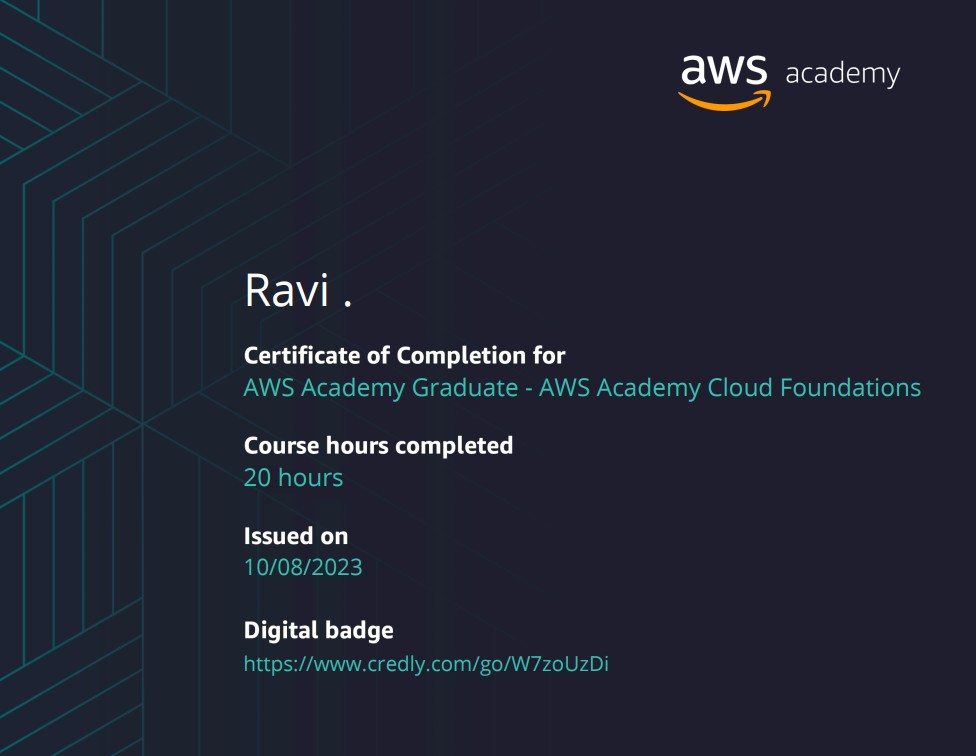 aws academy
Ravi .
Certificate of Completion for
AWS Academy Graduate - AWS Academy Cloud Foundations
Course hours completed
20 hours
Issued on
10/08/2023
Digital badge
https://www.credly.com/go/W7zoUzDi